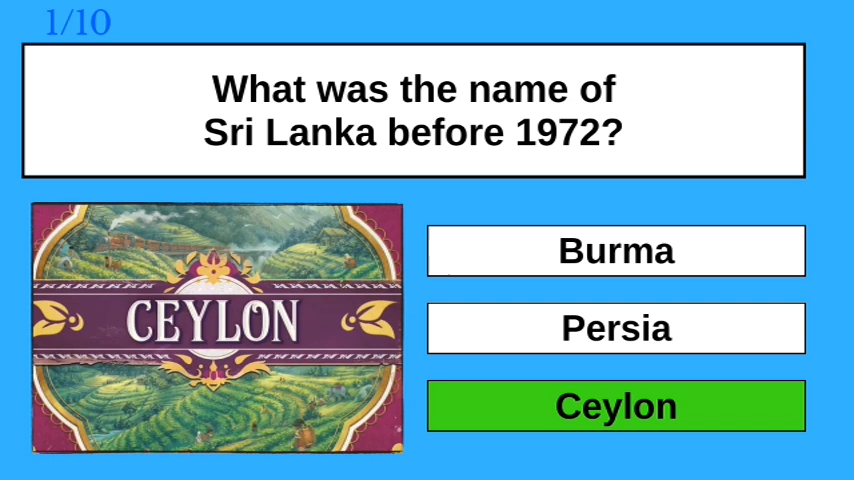 1/10
What was the name of
Sri Lanka before 1972?
CEYLON
Burma
Persia
Ceylon